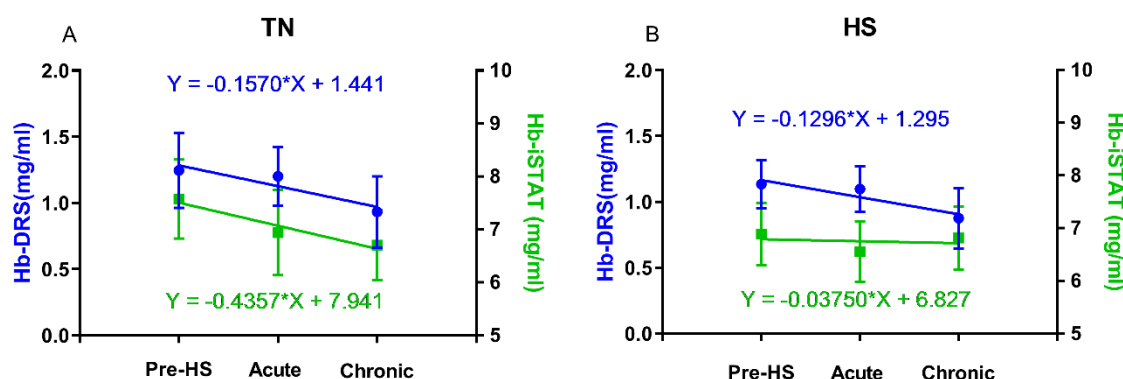 A
TN
Hb-DRS(mg/ml)
2.0
1.5
1.0
0.5
0.0
Y = -0.1570*X + 1.441
Y = -0.4357*X + 7.941
10
9
8
7
6
5
Hb-iSTAT (mg/ml)
Pre-HS Acute Chronic
B
HS
Hb-DRS(mg/ml)
2.0
1.5
1.0
0.5
0.0
Y = -0.1296*X + 1.295
Y = -0.03750*X + 6.827
10
9
8
7
6
5
Hb-iSTAT (mg/ml)
Pre-HS Acute Chronic